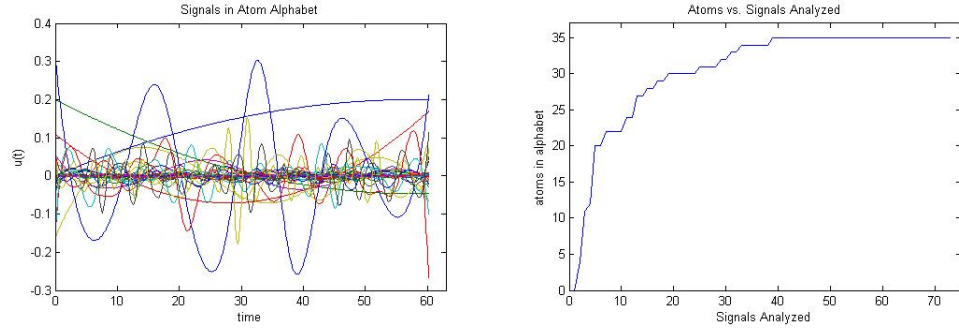 Signals in Atom Alphabet
0.4
0.3
0.2
0.1
0
-0.1
-0.2
-0.3
u(t)
0 10 20 30 40 50 60
time
Atoms vs. Signals Analyzed
35
30
25
20
15
10
5
0
atoms in alphabet
0 10 20 30 40 50 60 70
Signals Analyzed